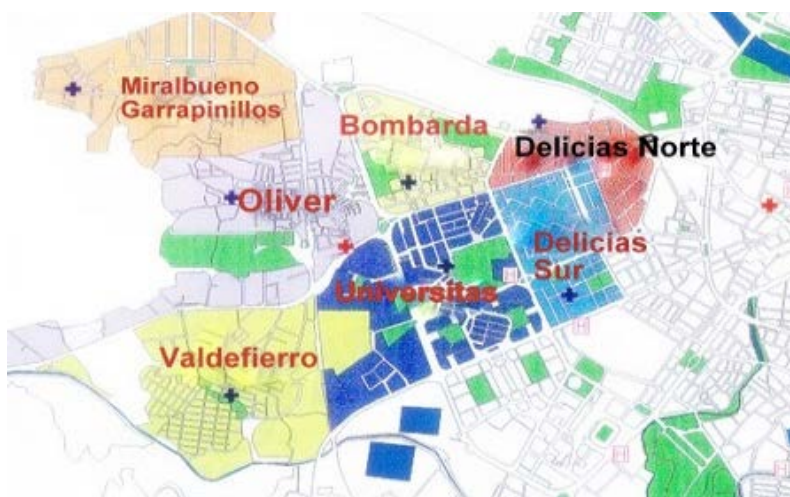 Miralbueno
Garrapinillos
Bombarda
Delicias Norte
Oliver
Delicias
Sur
Universitas
Valdefierro
H
H
H
H